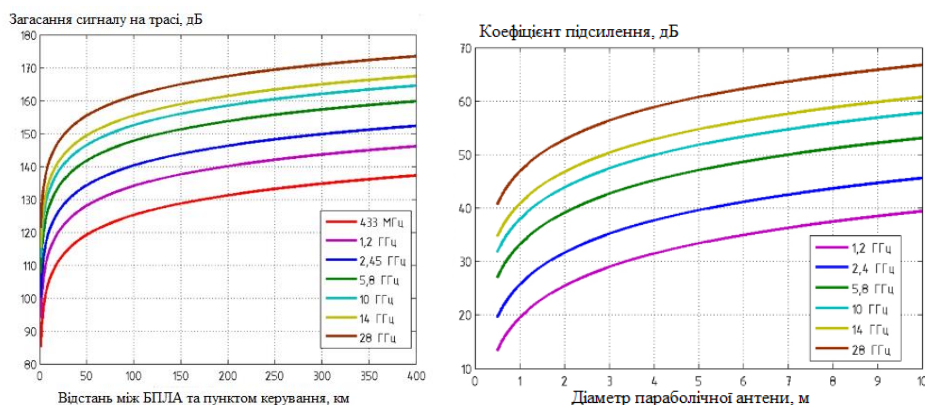 Загасання сигналу на трасі, дБ
180
170
160
150
140
130
120
110
100
90
80
0 50 100 150 200 250 300 350 400
433 МГц
1,2 ГГц
2,45 ГГц
5,8 ГГц
10 ГГц
14 ГГц
28 ГГц
Відстань між БПЛА та пунктом керування, км
Коефіцієнт підсилення, дБ
70
60
50
40
30
20
10
0 1 2 3 4 5 6 7 8 9 10
1,2 ГГц
2,4 ГГц
5,8 ГГц
10 ГГц
14 ГГц
28 ГГц
Діаметр параболічної антени, м